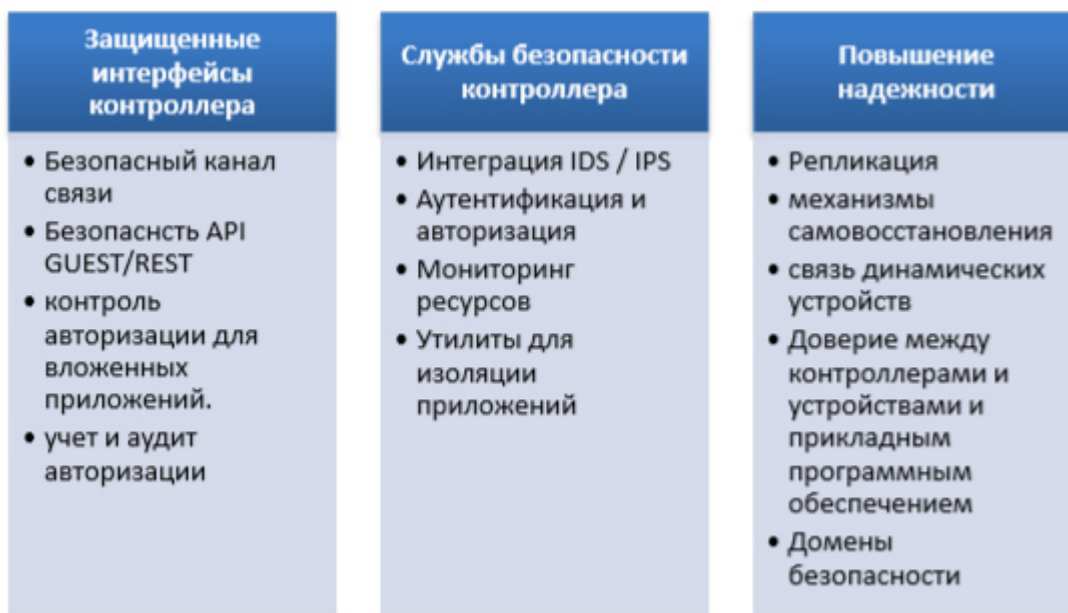 Защищенные
интерфейсы
контроллера
• Безопасный канал
связи
• Безопаснсть API
GUEST/REST
• контроль
авторизации для
вложенных
приложений.
• учет и аудит
авторизации
Службы безопасности
контроллера
• Интеграция IDS / IPS
• Аутентификация и
авторизация
• Мониторинг
ресурсов
• Утилиты для
изоляции
приложений
Повышение
надежности
• Репликация
• механизмы
самовосстановления
• связь динамических
устройств
• Доверие между
контроллерами и
устройствами и
прикладным
программным
обеспечением
• Домены
безопасности